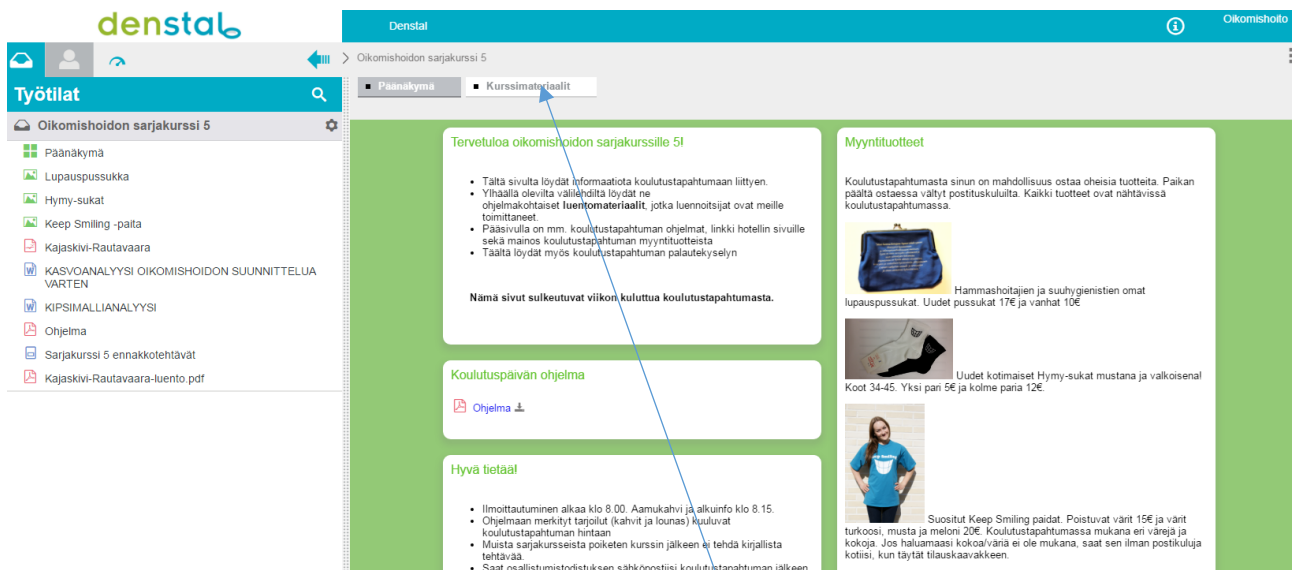 denstal
Denstal
Oikomishoito
Oikomishoidon sarjakurssi 5
Päänäkymä
Kurssimateriaalit
Työtilat
Oikomishoidon sarjakurssi 5
Päänäkymä
Lupauspussukka
Hymy-sukat
Keep Smiling -paita
Kajaskivi-Rautavaara
KASVOANALYYSI OIKOMISHOIDON SUUNNITTELUA
VARTEN
KIPSIMALLIANALYYSI
Ohjelma
Sarjakurssi 5 ennakkotehtävät
Kajaskivi-Rautavaara-luento.pdf
Tervetuloa oikomishoidon sarjakurssille 5!
Tältä sivulta löydät informaatiota koulutustapahtumaan liittyen.
Ylhäällä olevilta välilehdiltä löydät ne
ohjelmakohtaiset luentomateriaalit, jotka luennoitsijat ovat meille
toimittaneet.
Pääsivulla on mm. koulutustapahtuman ohjelmat, linkki hotellin sivuille
sekä mainos koulutustapahtuman myyntituotteista
Täältä löydät myös koulutustapahtuman palautekyselyn
Nämä sivut sulkeutuvat viikon kuluttua koulutustapahtumasta.
Koulutuspäivän ohjelma
Ohjelma
Hyvä tietää!
Ilmoittautuminen alkaa klo 8.00. Aamukahvi ja alkuinfo klo 8.15.
Ohjelmaan merkityt tarjoilut (kahvit ja lounas) kuuluvat
koulutustapahtuman hintaan
Muista sarjakursseista poiketen kurssin jälkeen ei tehdä kirjallista
tehtävää.
Saat osallistumistodistuksen sähköpostiisi koulutustapahtuman jälkeen
Myyntituotteet
Koulutustapahtumasta sinun on mahdollisuus ostaa oheisia tuotteita. Paikan
päältä ostaessa vältyt postituskuluilta. Kaikki tuotteet ovat nähtävissä
koulutustapahtumassa.
Hammashoitajien ja suuhygienistien omat
lupauspussukat. Uudet pussukat 17€ ja vanhat 10€
Uudet kotimaiset Hymy-sukat mustana ja valkoisena!
Koot 34-45. Yksi pari 5€ ja kolme paria 12€.
Suositut Keep Smiling paidat. Poistuvat värit 15€ ja värit
turkoosi, musta ja meloni 20€. Koulutustapahtumassa mukana eri värejä ja
kokoja. Jos haluamaasi kokoa/väriä ei ole mukana, saat sen ilman postikuluja
kotiisi, kun täytät tilauskaavakkeen.